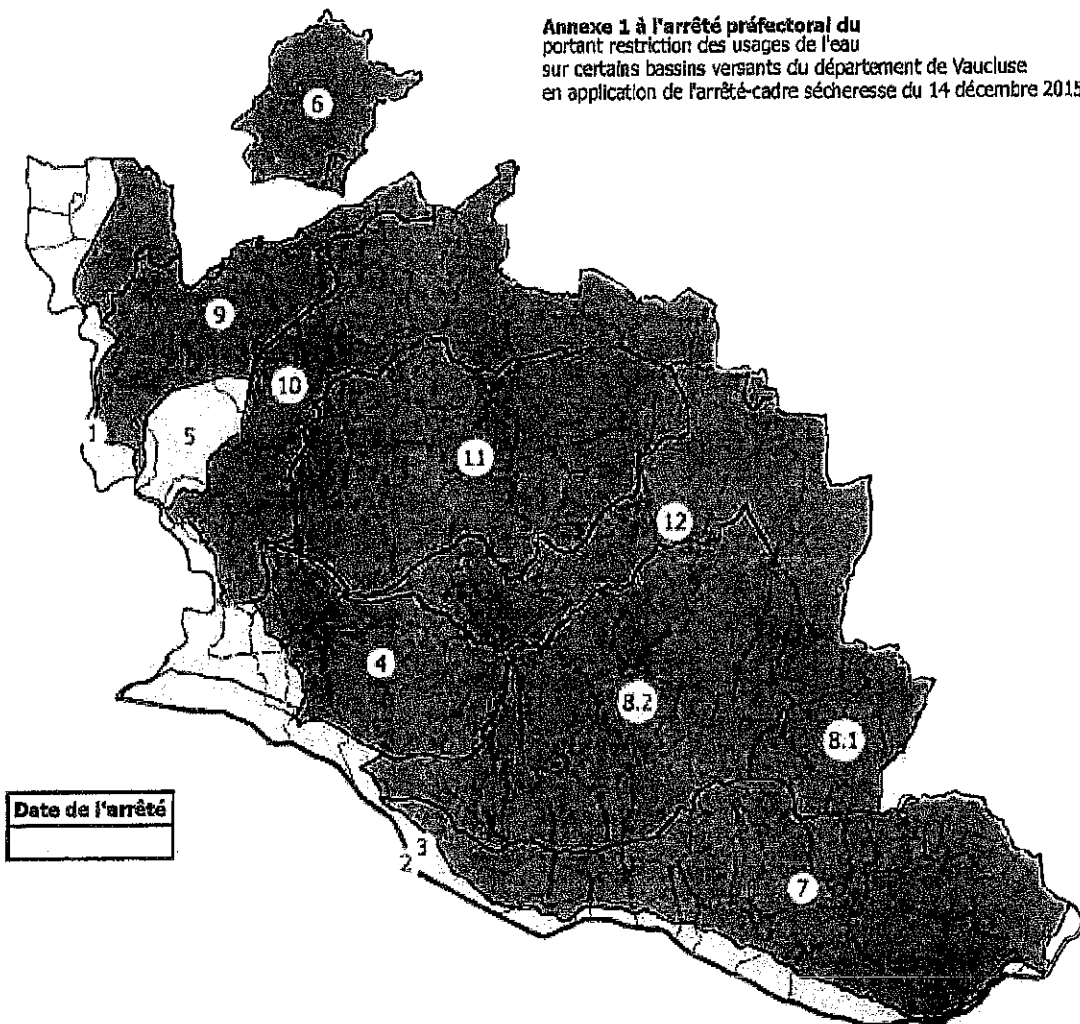 Annexe 1 à l'arrêté préfectoral du
portant restriction des usages de l'eau
sur certains bassins versants du département de Vaucluse
en application de l'arrêté-cadre sécheresse du 14 décembre 2015
6
9
10
1
5
11
12
4
8.2
8.1
Date de l'arrêté
3
2
7